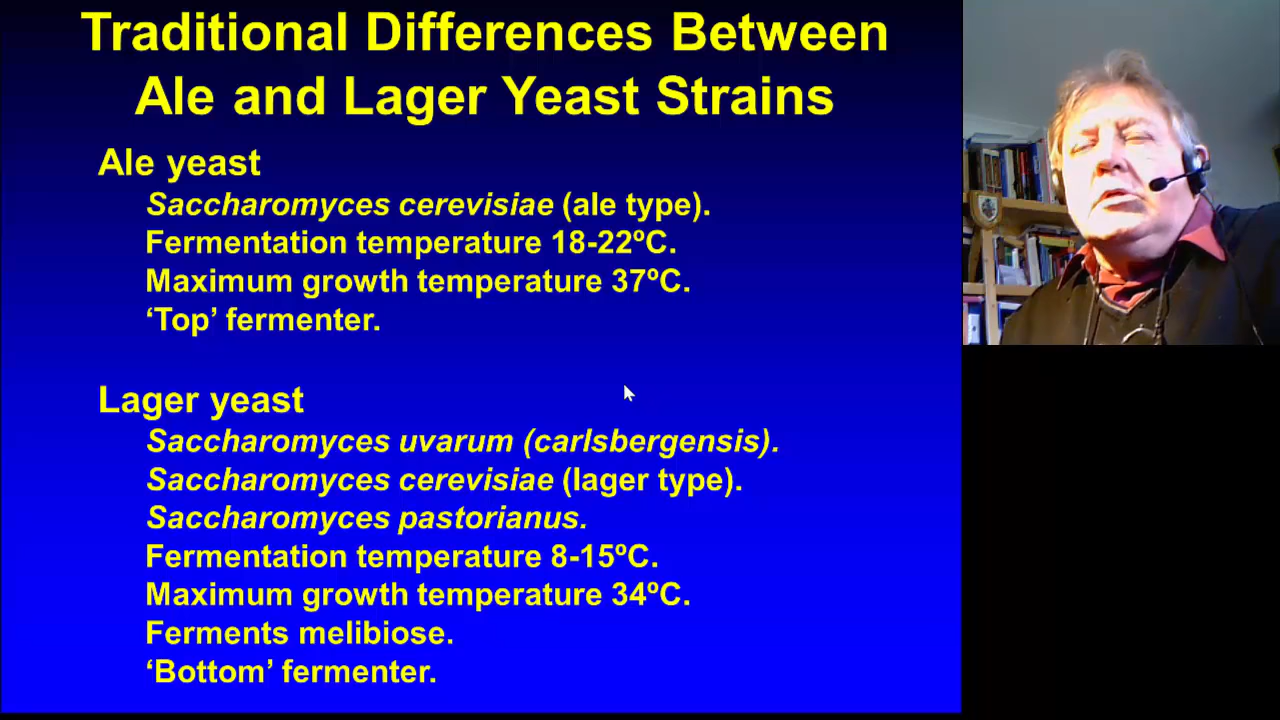 Traditional Differences Between
Ale and Lager Yeast Strains
Ale yeast
Saccharomyces cerevisiae (ale type).
Fermentation temperature 18-22ºC.
Maximum growth temperature 37ºC.
‘Top’ fermenter.
Lager yeast
Saccharomyces uvarum (carlsbergensis).
Saccharomyces cerevisiae (lager type).
Saccharomyces pastorianus.
Fermentation temperature 8-15ºC.
Maximum growth temperature 34ºC.
Ferments melibiose.
‘Bottom’ fermenter.